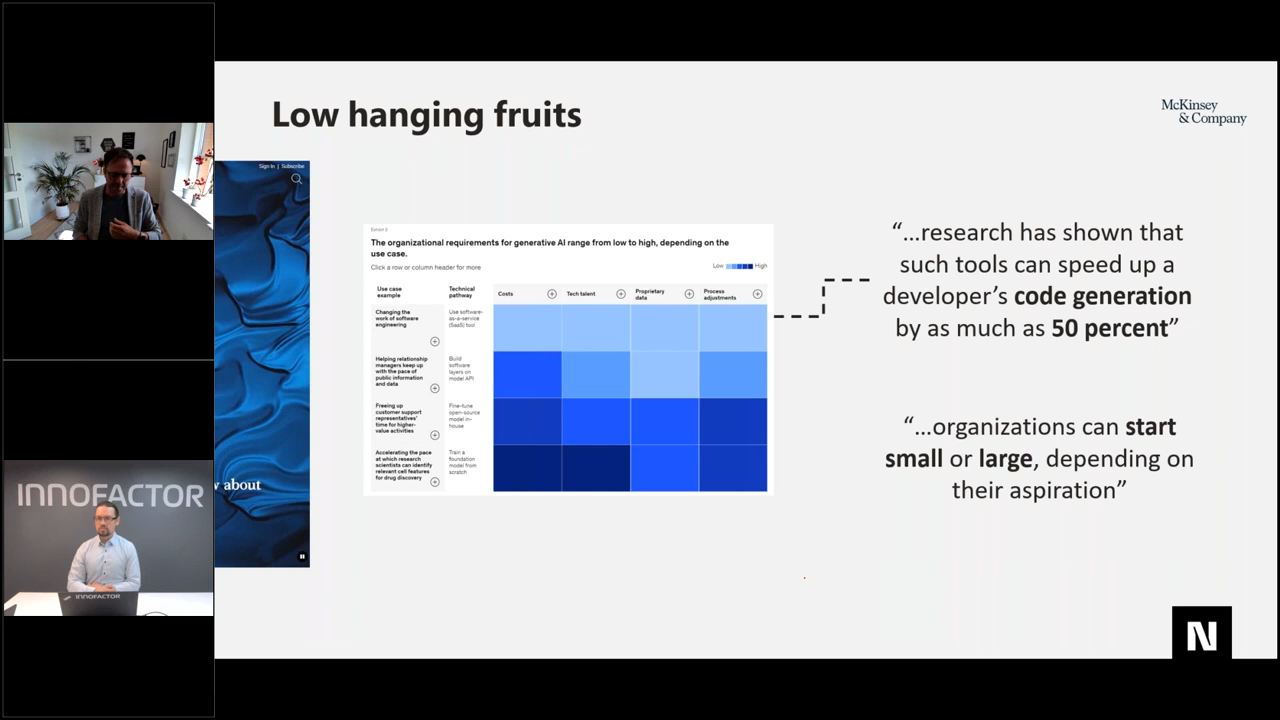 Low hanging fruits
McKinsey
& Company
Sign In | Subscribe
Exhibit 5
The organizational requirements for generative AI range from low to high, depending on the
use case.
Click a row or column header for more
Low
High
Use case
example
Technical
pathway
Costs
Tech talent
Proprietary
data
Process
adjustments
Changing the
work of software
engineering
Use software-
as-a-service
(SaaS) tool
Helping relationship
managers keep up
with the pace of
public information
and data
Build
software
layers on
model API
Freeing up
customer support
representatives'
time for higher-
value activities
Fine-tune
open-source
model in-
house
Accelerating the pace
at which research
scientists can identify
relevant cell features
for drug discovery
Train a
foundation
model from
scratch
“...research has shown that
such tools can speed up a
developer’s code generation
by as much as 50 percent”
“...organizations can start
small or large, depending on
their aspiration”
about
INNOFACTOR
INNOFACTOR
N